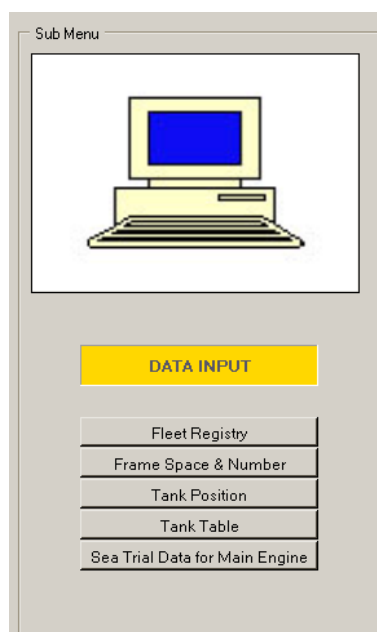 Sub Menu
DATA INPUT
Fleet Registry
Frame Space & Number
Tank Position
Tank Table
Sea Trial Data for Main Engine